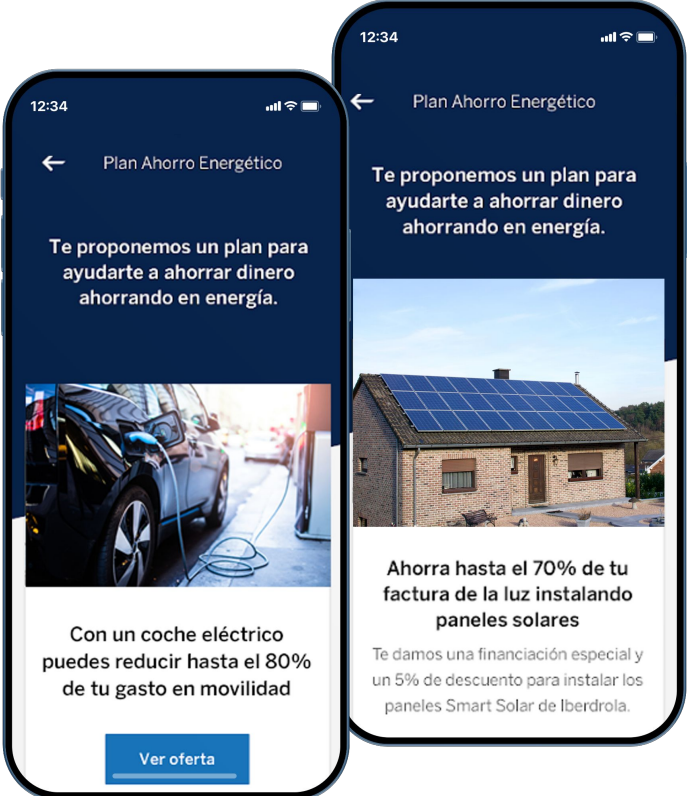 12:34
Plan Ahorro Energético
Te proponemos un plan para
ayudarte a ahorrar dinero
ahorrando en energía.
Con un coche eléctrico
puedes reducir hasta el 80%
de tu gasto en movilidad
Ver oferta
12:34
Plan Ahorro Energético
Te proponemos un plan para
ayudarte a ahorrar dinero
ahorrando en energía.
Ahorra hasta el 70% de tu
factura de la luz instalando
paneles solares
Te damos una financiación especial y
un 5% de descuento para instalar los
paneles Smart Solar de Iberdrola.